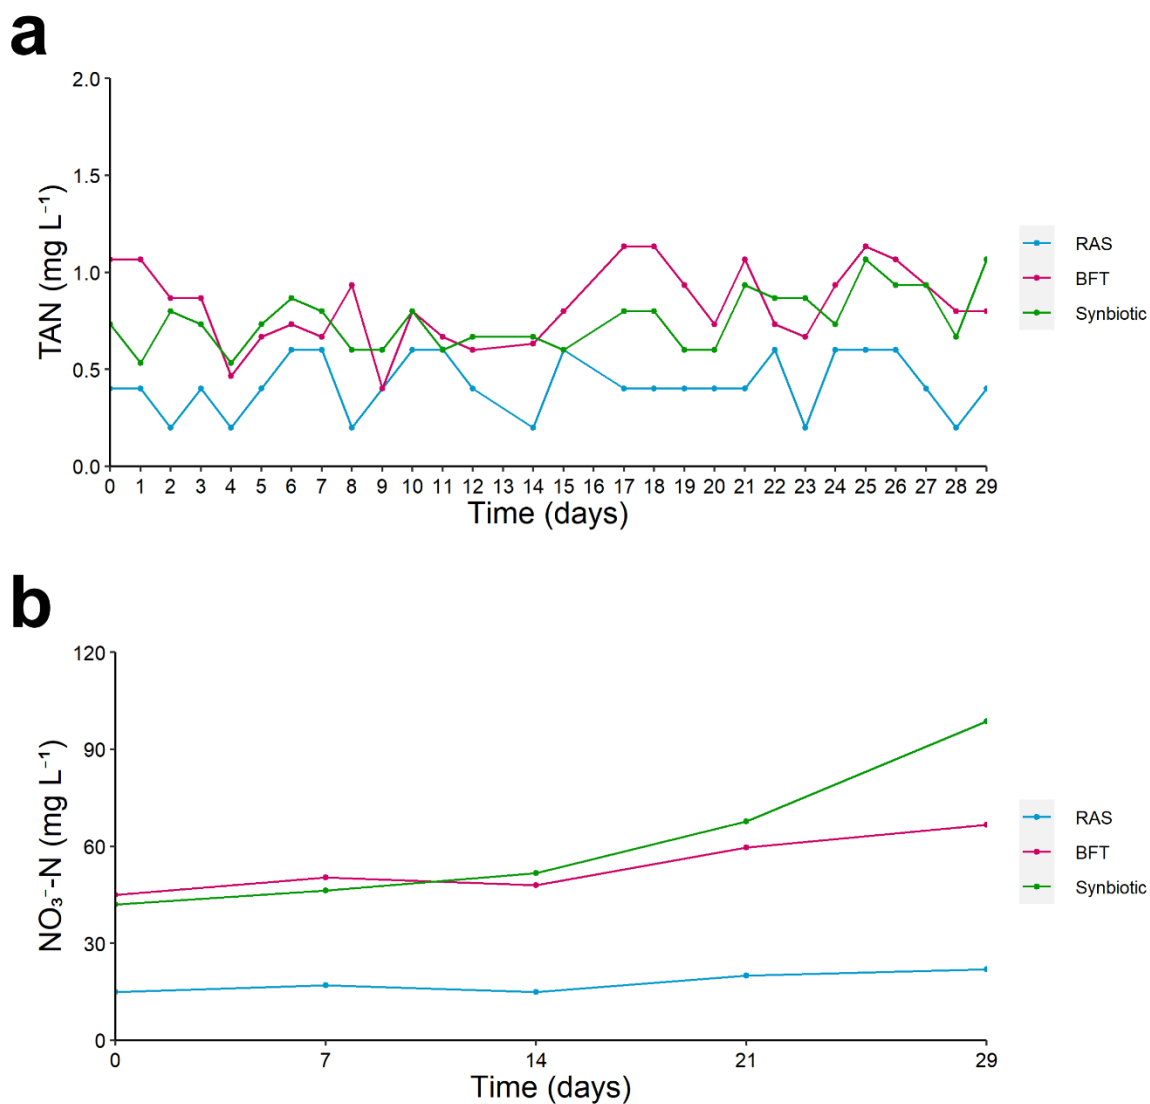 a
TAN (mg L⁻¹)
2.0
1.5
1.0
0.5
0.0
0 1 2 3 4 5 6 7 8 9 10 11 12 13 14 15 16 17 18 19 20 21 22 23 24 25 26 27 28 29
Time (days)
RAS
BFT
Synbiotic
b
NO₃⁻-N (mg L⁻¹)
120
90
60
30
0
0 7 14 21 29
Time (days)
RAS
BFT
Synbiotic